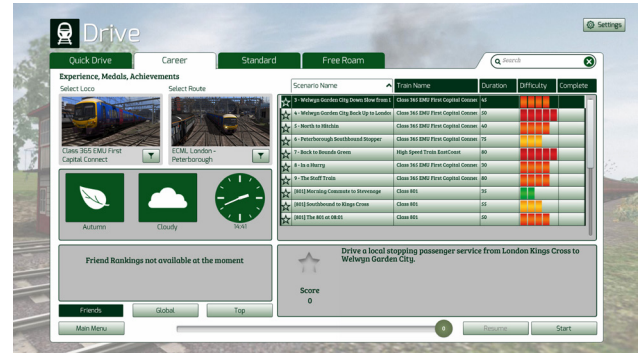 Settings
Drive
Quick Drive
Career
Standard
Free Roam
Search
Experience, Medals, Achievements
Select Loco
Select Route
Class 365 EMU First
Capital Connect
ECML London -
Peterborough
Autumn
Cloudy
14:41
Scenario Name
Train Name
Duration
Difficulty
Complete
3 - Welwyn Garden City Down Slow from L
Class 365 EMU First Capital Connec
45
4 - Welwyn Garden City Back Up to London
Class 365 EMU First Capital Connec
50
5 - North to Hitchin
Class 365 EMU First Capital Connec
40
6 - Peterborough Southbound Stopper
Class 365 EMU First Capital Connec
75
7 - Back to Bounds Green
High Speed Train EastCoast
80
8 - In a Hurry
Class 365 EMU First Capital Connec
30
9 - The Staff Train
Class 365 EMU First Capital Connec
80
[801] Morning Commute to Stevenage
Class 801
35
[801] Southbound to Kings Cross
Class 801
55
[801] The 801 at 08:01
Class 801
50
Friend Rankings not available at the moment
Drive a local stopping passenger service from London Kings Cross to
Welwyn Garden City.
Score
0
Friends
Global
Top
Main Menu
0
Resume
Start